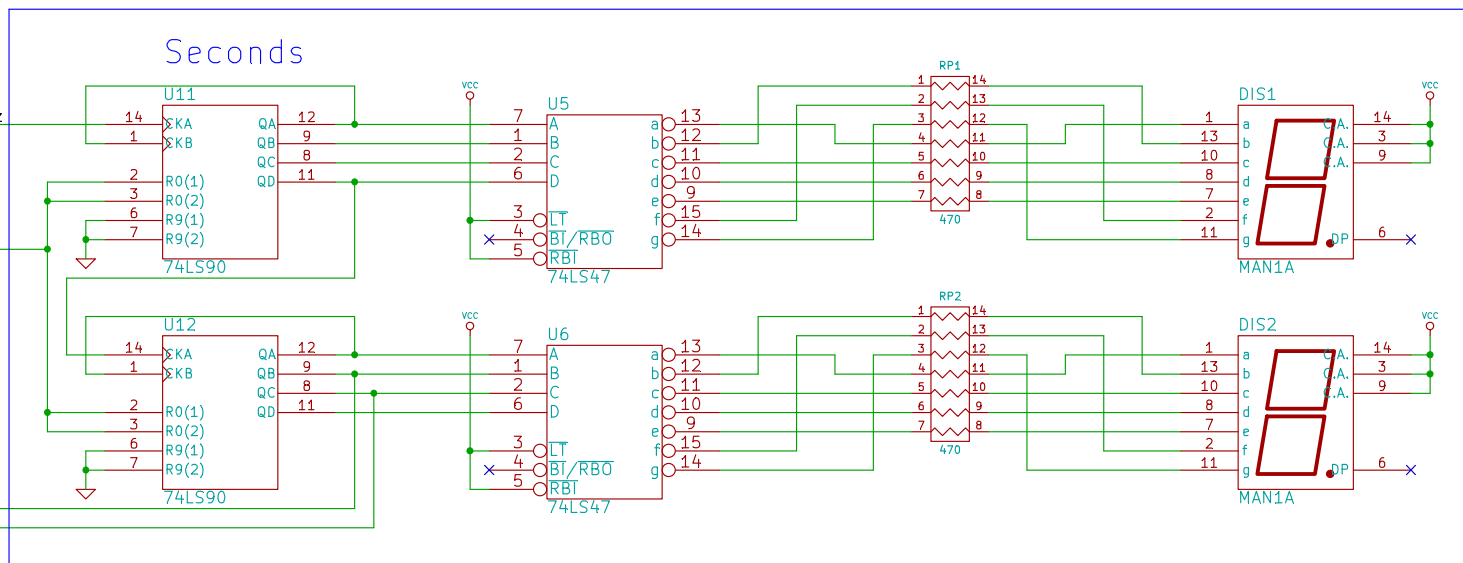 Seconds
U11
14 CKA QA 12
1 CKB QB 9
QC 8
2 R0(1) QD 11
3 R0(2)
6 R9(1)
7 R9(2)
74LS90
VCC
U5
7 A a 13
1 B b 12
2 C c 11
6 D d 10
e 9
3 LT f 15
4 BI/RBO g 14
5 RBI
74LS47
RP1
1 14
2 13
3 12
4 11
5 10
6 9
7 8
470
DIS1
VCC
1 a C.A. 14
13 b C.A. 3
10 c C.A. 9
8 d
7 e
2 f
11 g DP 6
MAN1A
U12
14 CKA QA 12
1 CKB QB 9
QC 8
2 R0(1) QD 11
3 R0(2)
6 R9(1)
7 R9(2)
74LS90
VCC
U6
7 A a 13
1 B b 12
2 C c 11
6 D d 10
e 9
3 LT f 15
4 BI/RBO g 14
5 RBI
74LS47
RP2
1 14
2 13
3 12
4 11
5 10
6 9
7 8
470
DIS2
VCC
1 a C.A. 14
13 b C.A. 3
10 c C.A. 9
8 d
7 e
2 f
11 g DP 6
MAN1A